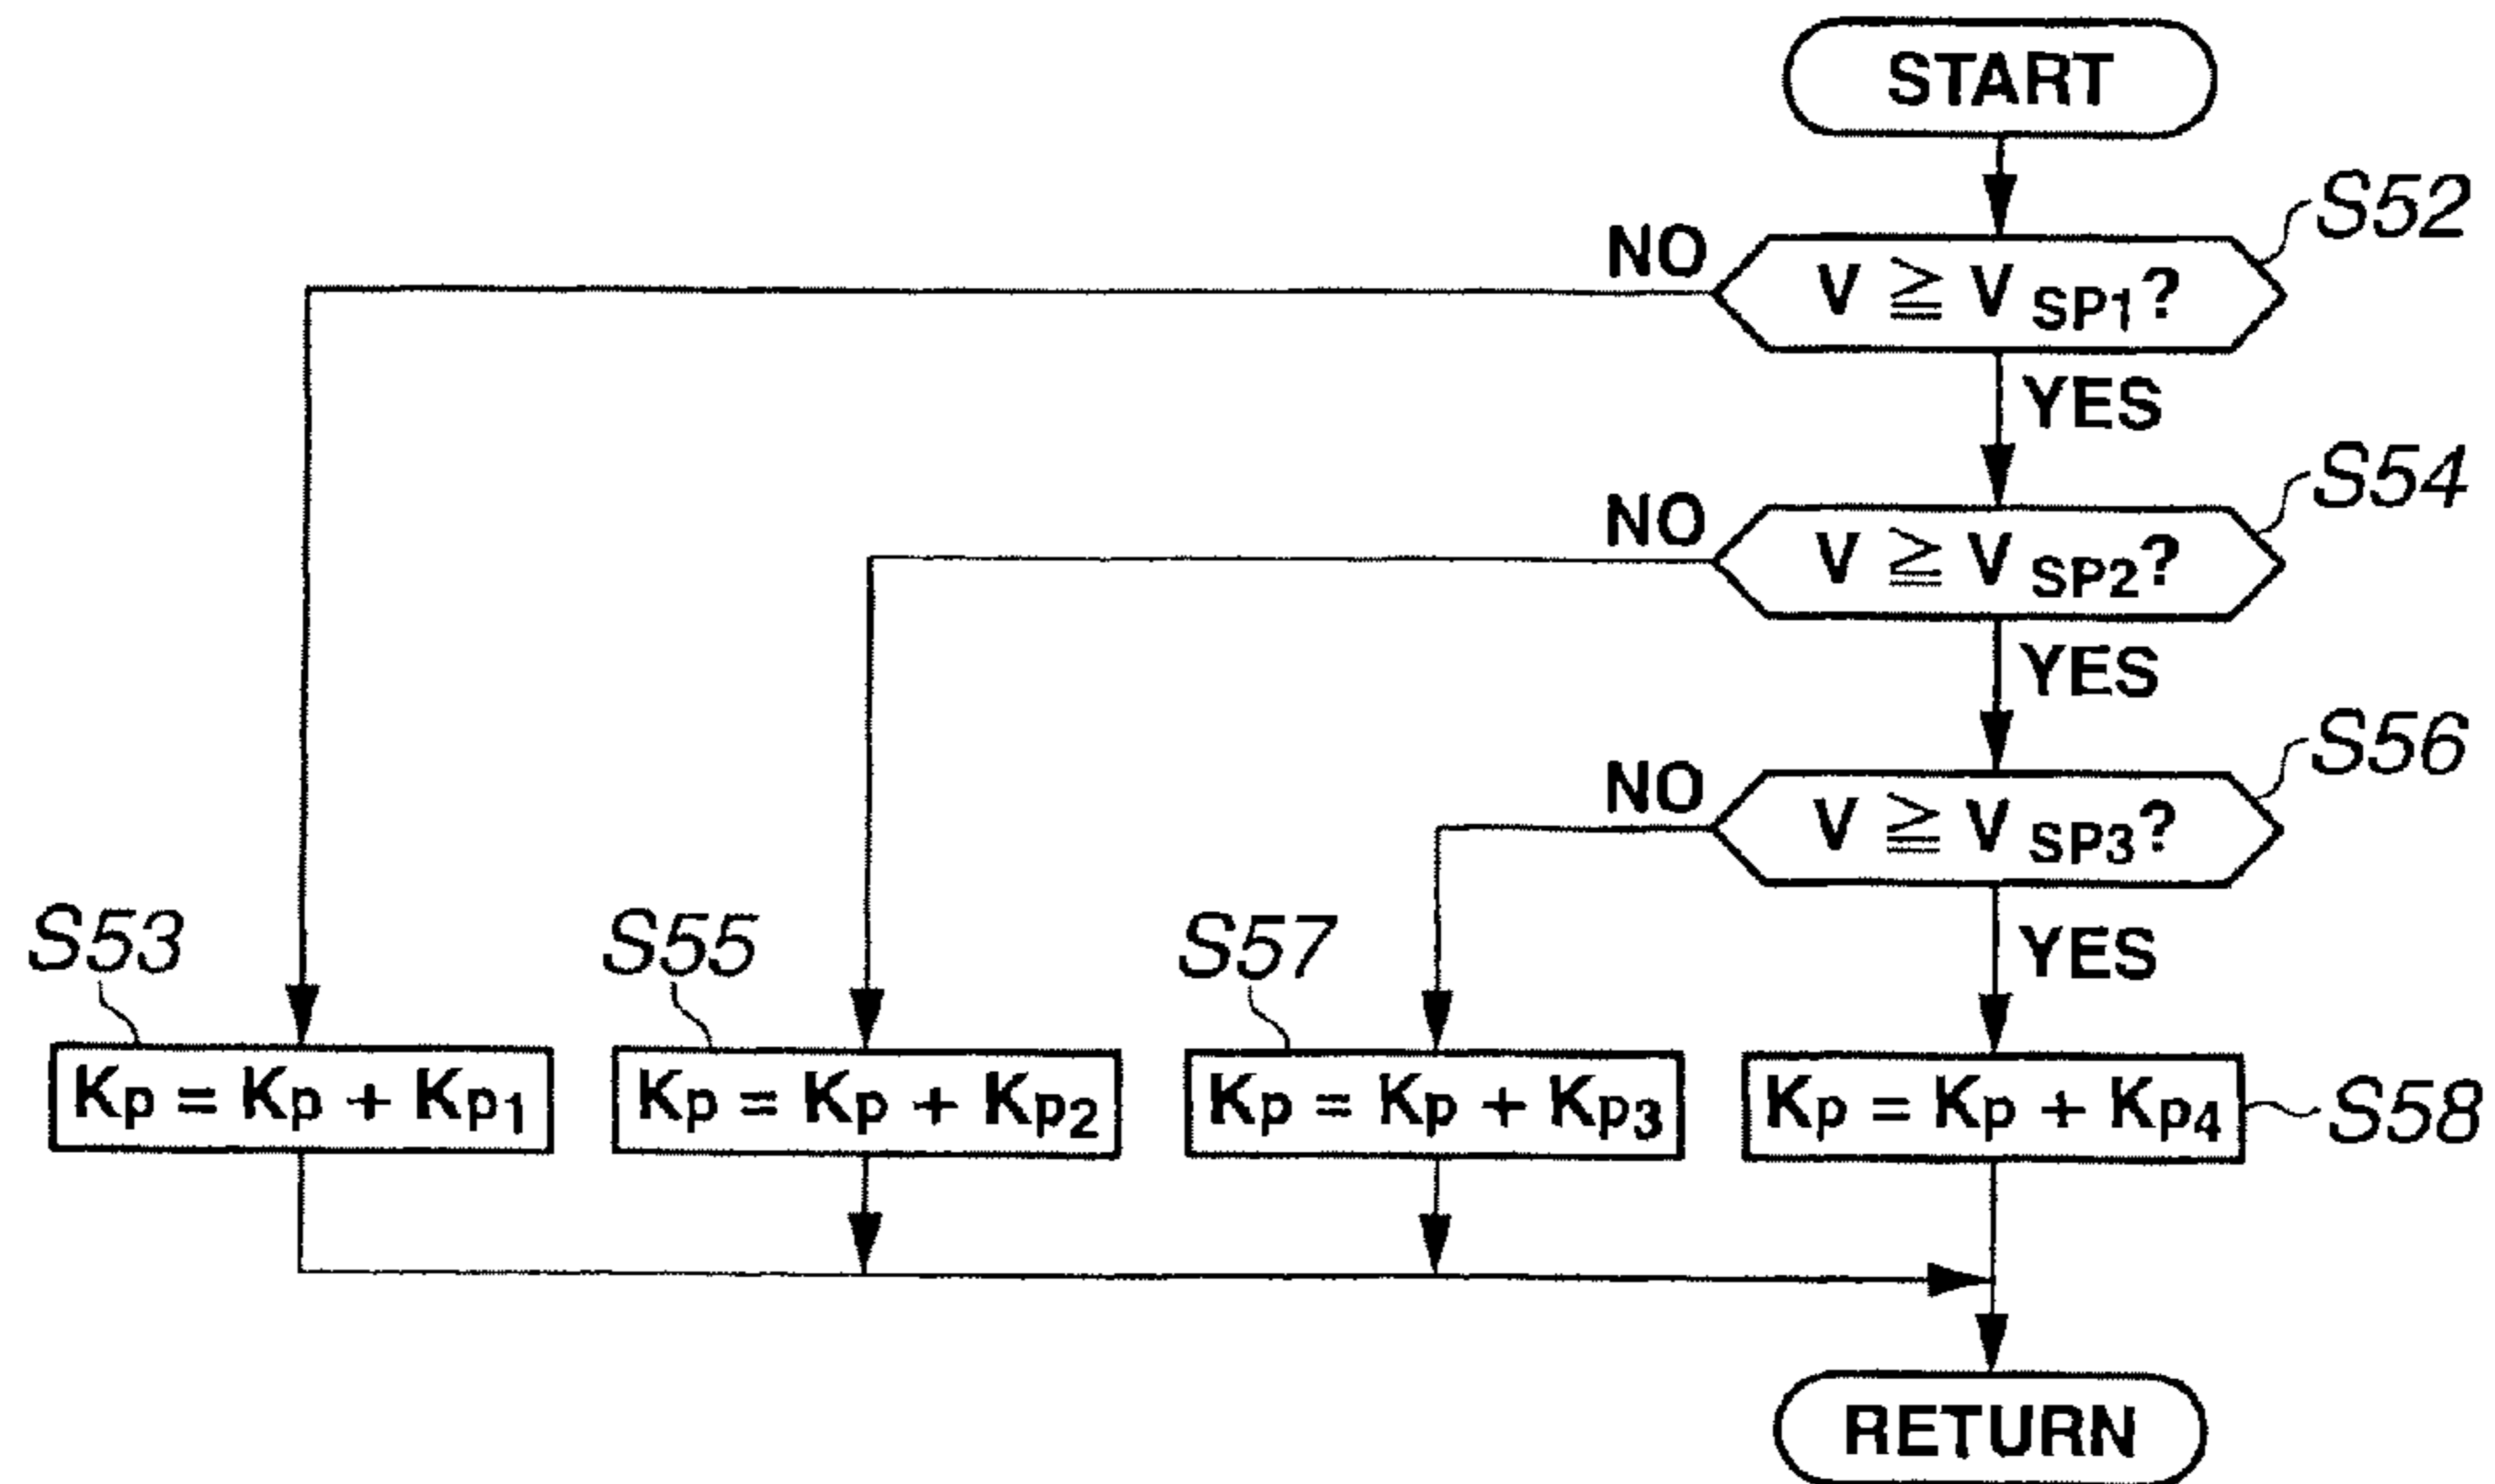 START
S52
NO
V ≧ V SP1?
YES
S54
NO
V ≧ V SP2?
YES
S56
NO
V ≧ V SP3?
YES
S53
S55
S57
Kp = Kp + Kp1
Kp = Kp + Kp2
Kp = Kp + Kp3
Kp = Kp + Kp4
S58
RETURN